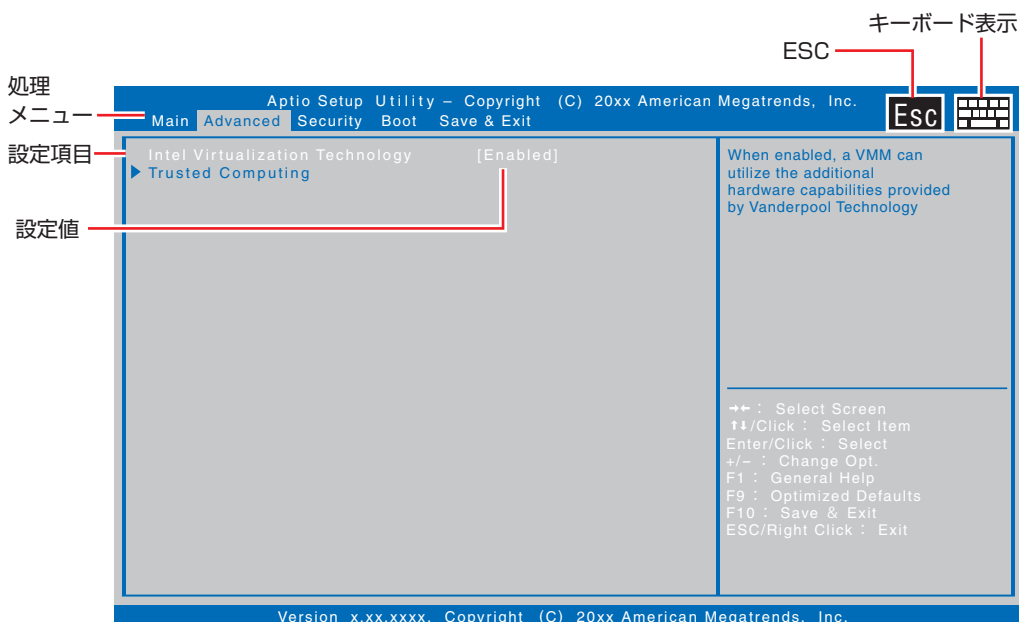 キーボード表示
ESC
処理
メニュー
Aptio Setup Utility – Copyright (C) 20xx American Megatrends, Inc.
Main Advanced Security Boot Save & Exit
Esc
設定項目
Intel Virtualization Technology [Enabled]
Trusted Computing
設定値
When enabled, a VMM can
utilize the additional
hardware capabilities provided
by Vanderpool Technology
→←： Select Screen
↑↓/Click： Select Item
Enter/Click： Select
+/−： Change Opt.
F1： General Help
F9： Optimized Defaults
F10： Save & Exit
ESC/Right Click： Exit
Version x.xx.xxxx. Copyright (C) 20xx American Megatrends, Inc.